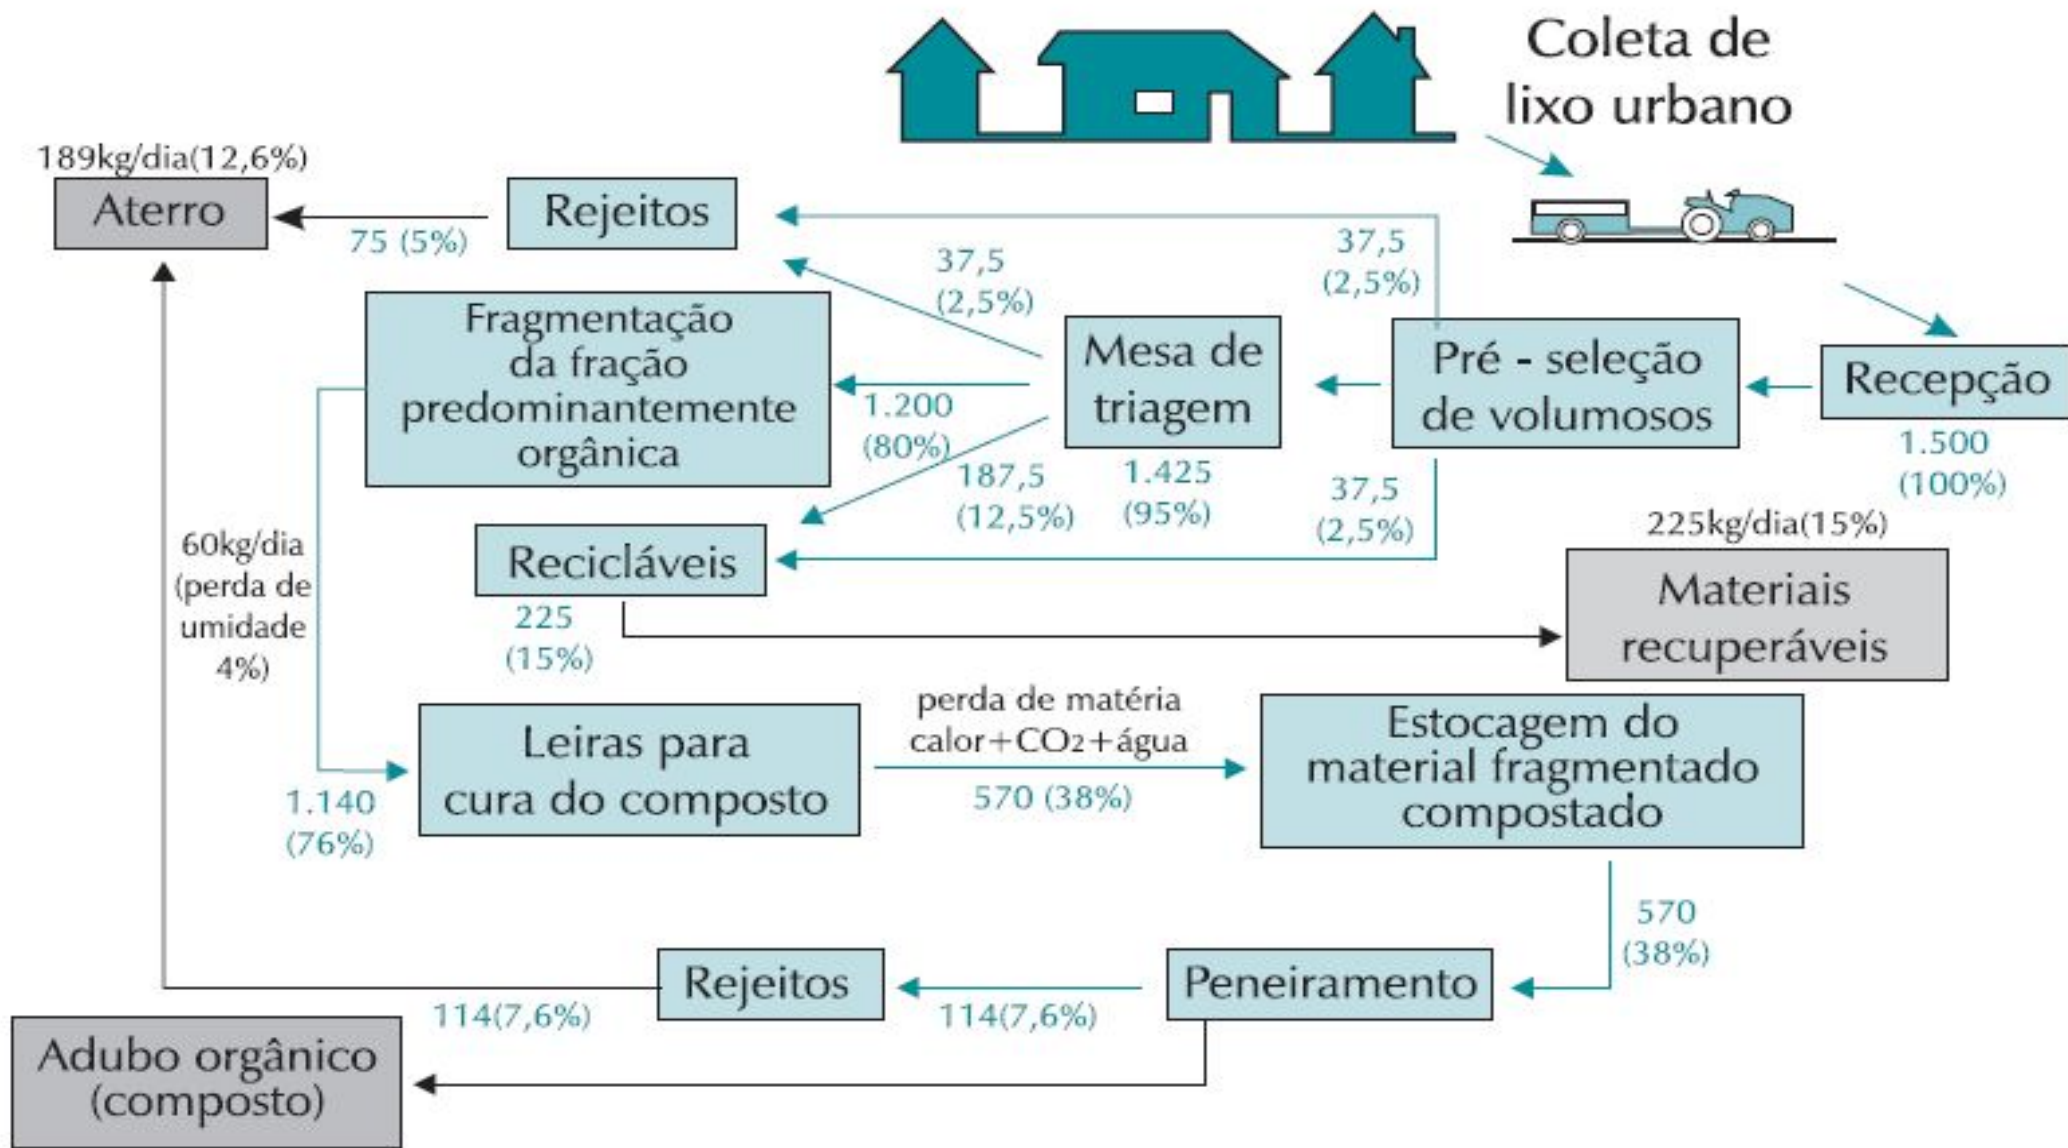 Coleta de
lixo urbano
189kg/dia(12,6%)
Aterro
75 (5%)
Rejeitos
37,5
(2,5%)
37,5
(2,5%)
Fragmentação
da fração
predominantemente
orgânica
1.200
(80%)
Mesa de
triagem
1.425
(95%)
Pré - seleção
de volumosos
Recepção
1.500
(100%)
187,5
(12,5%)
37,5
(2,5%)
60kg/dia
(perda de
umidade
4%)
Recicláveis
225
(15%)
225kg/dia(15%)
Materiais
recuperáveis
1.140
(76%)
Leiras para
cura do composto
perda de matéria
calor+CO2+água
570 (38%)
Estocagem do
material fragmentado
compostado
570
(38%)
Peneiramento
114(7,6%)
Rejeitos
114(7,6%)
Adubo orgânico
(composto)